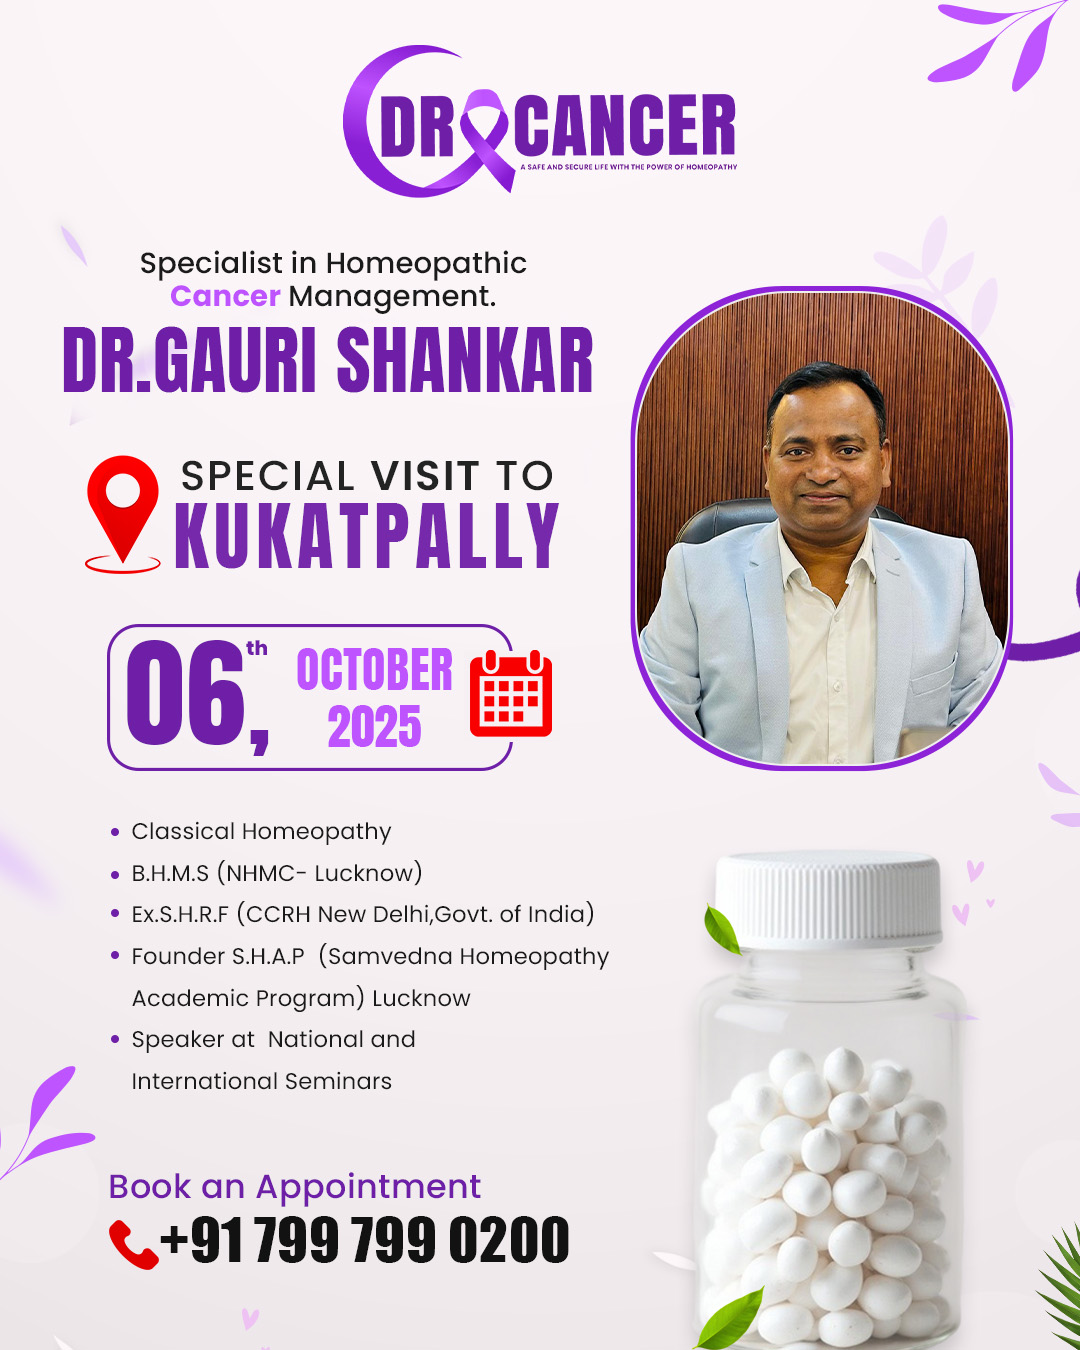 DR CANCER
A SAFE AND SECURE LIFE WITH THE POWER OF HOMEOPATHY
Specialist in Homeopathic
Cancer Management.
DR.GAURI SHANKAR
SPECIAL VISIT TO
KUKATPALLY
06th,
OCTOBER
2025
• Classical Homeopathy
• B.H.M.S (NHMC- Lucknow)
• Ex.S.H.R.F (CCRH New Delhi,Govt. of India)
• Founder S.H.A.P (Samvedna Homeopathy
Academic Program) Lucknow
• Speaker at National and
International Seminars
Book an Appointment
+91 799 799 0200